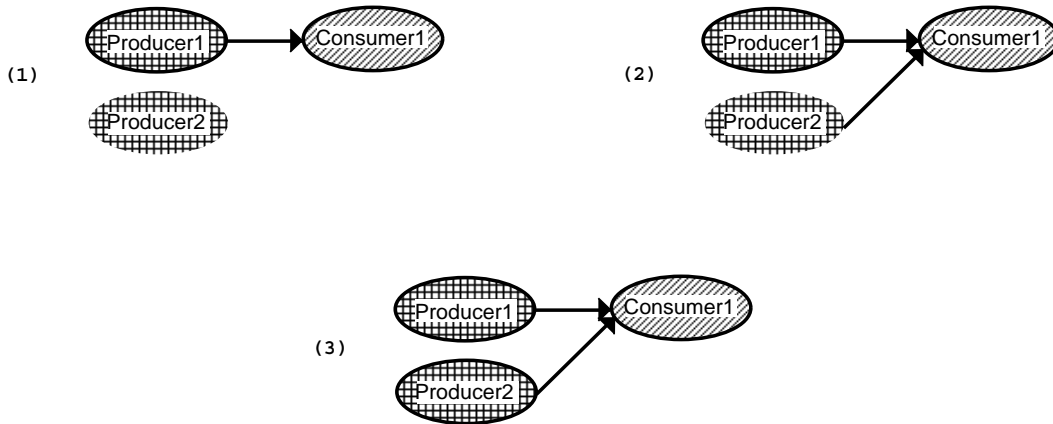 Producer1
Consumer1
(1)
Producer2
Producer1
Consumer1
(2)
Producer2
Producer1
Consumer1
(3)
Producer2